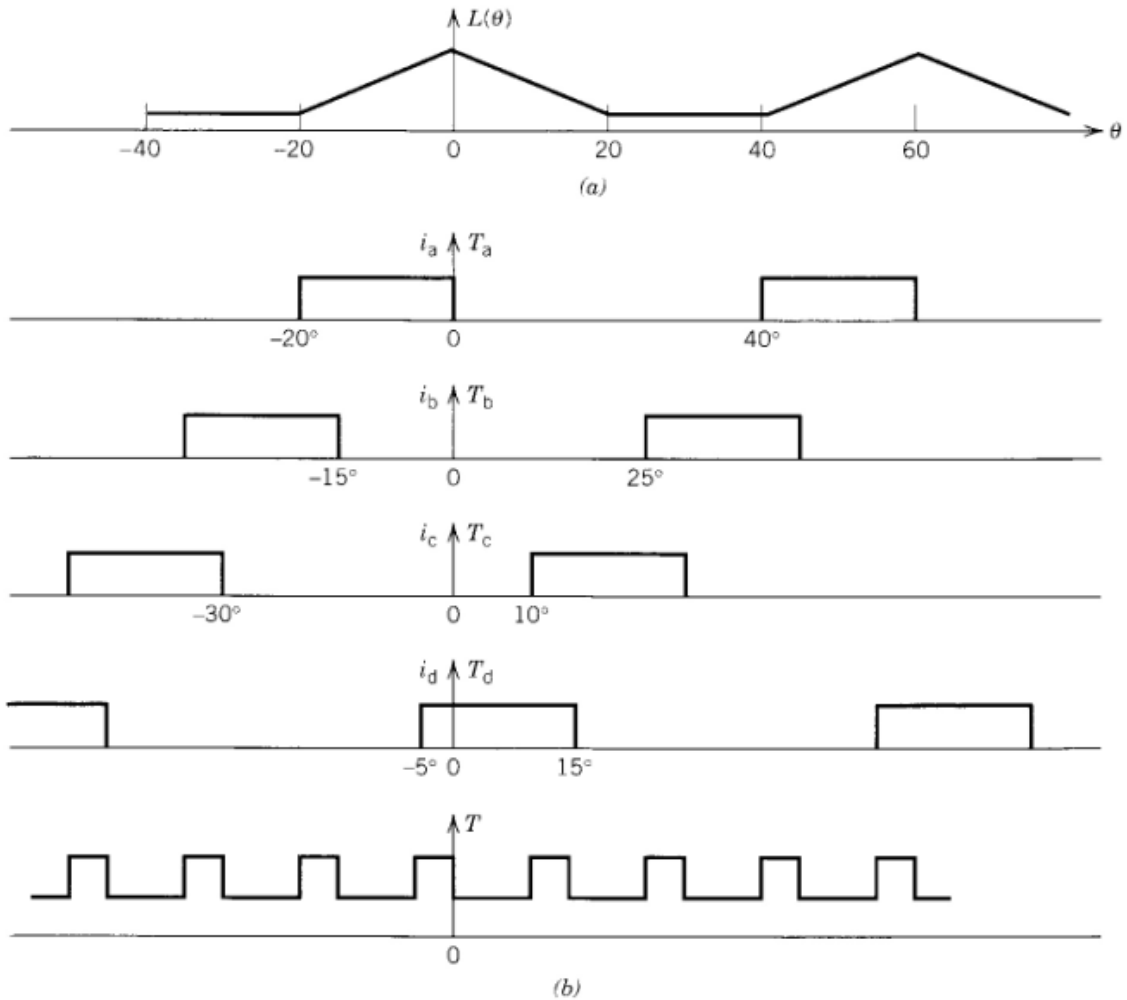 L(θ)
–40 –20 0 20 40 60 θ
(a)
i_a T_a
–20° 0 40°
i_b T_b
–15° 0 25°
i_c T_c
–30° 0 10°
i_d T_d
–5° 0 15°
T
0
(b)